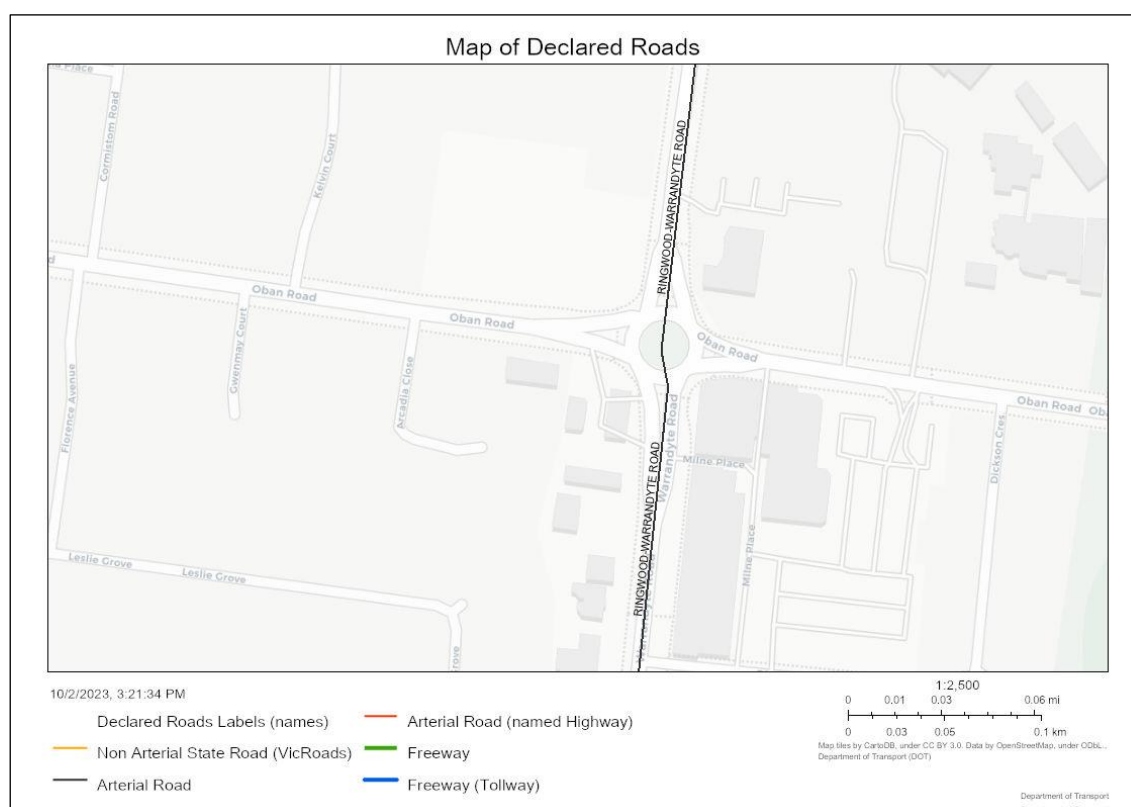 Map of Declared Roads
Place
Cormistom Road
Kelvin Court
RINGWOOD-WARRANDYTE ROAD
Oban Road
Oban Road
Oban Road
Oban Road
Gwenmay Court
Arcadia Close
Florence Avenue
Warrandyte Road
Milne Place
Dickson Cres
RINGWOOD-WARRANDYTE ROAD
Milne Place
Leslie Grove
Leslie Grove
10/2/2023, 3:21:34 PM
Declared Roads Labels (names)
Non Arterial State Road (VicRoads)
Arterial Road
Arterial Road (named Highway)
Freeway
Freeway (Tollway)
1:2,500
0 0.01 0.03 0.06 mi
0 0.03 0.05 0.1 km
Map tiles by CartoDB, under CC BY 3.0. Data by OpenStreetMap, under ODbL.,
Department of Transport (DOT)
Department of Transport